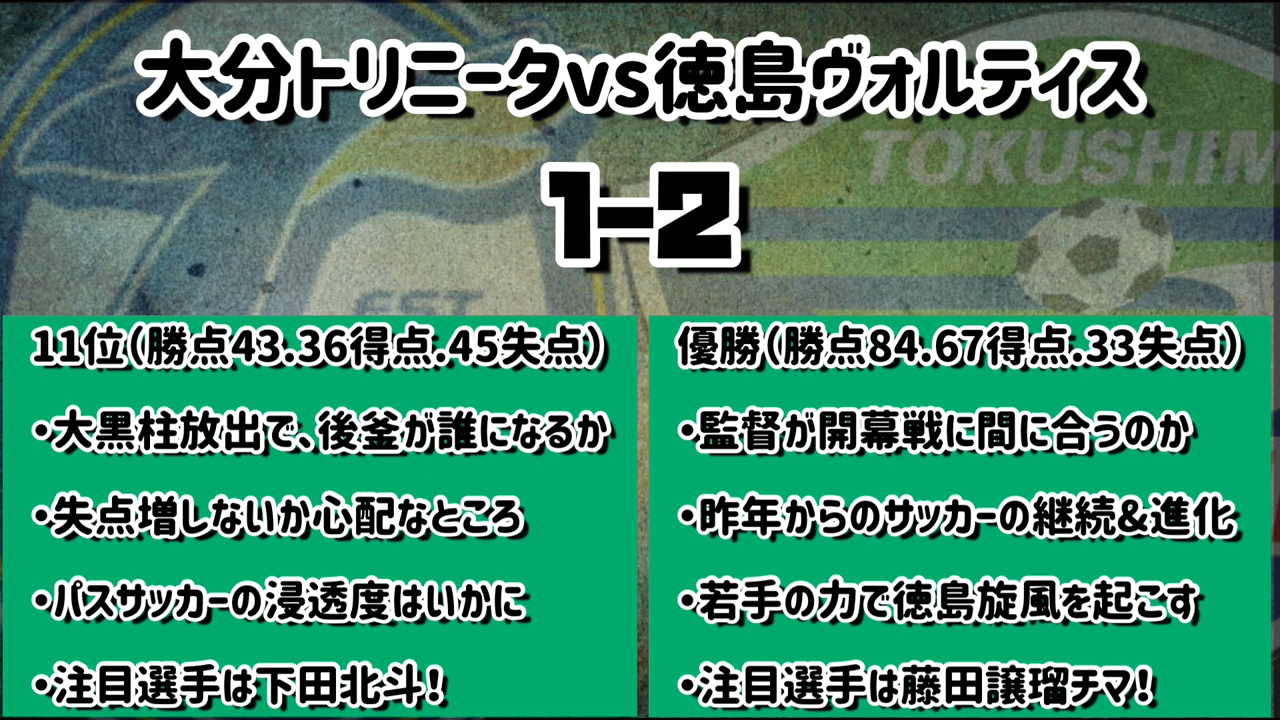 大分トリニータvs徳島ヴォルティス
TOKUSHIM
1-2
EST
11位(勝点43.36得点.45失点)
・大黒柱放出で、後釜が誰になるか
・失点増しないか心配なところ
・パスサッカーの浸透度はいかに
・注目選手は下田北斗!
優勝(勝点84.67得点.33失点)
・監督が開幕戦に間に合うのか
・昨年からのサッカーの継続&進化
・若手の力で徳島旋風を起こす
・注目選手は藤田譲瑠チマ!